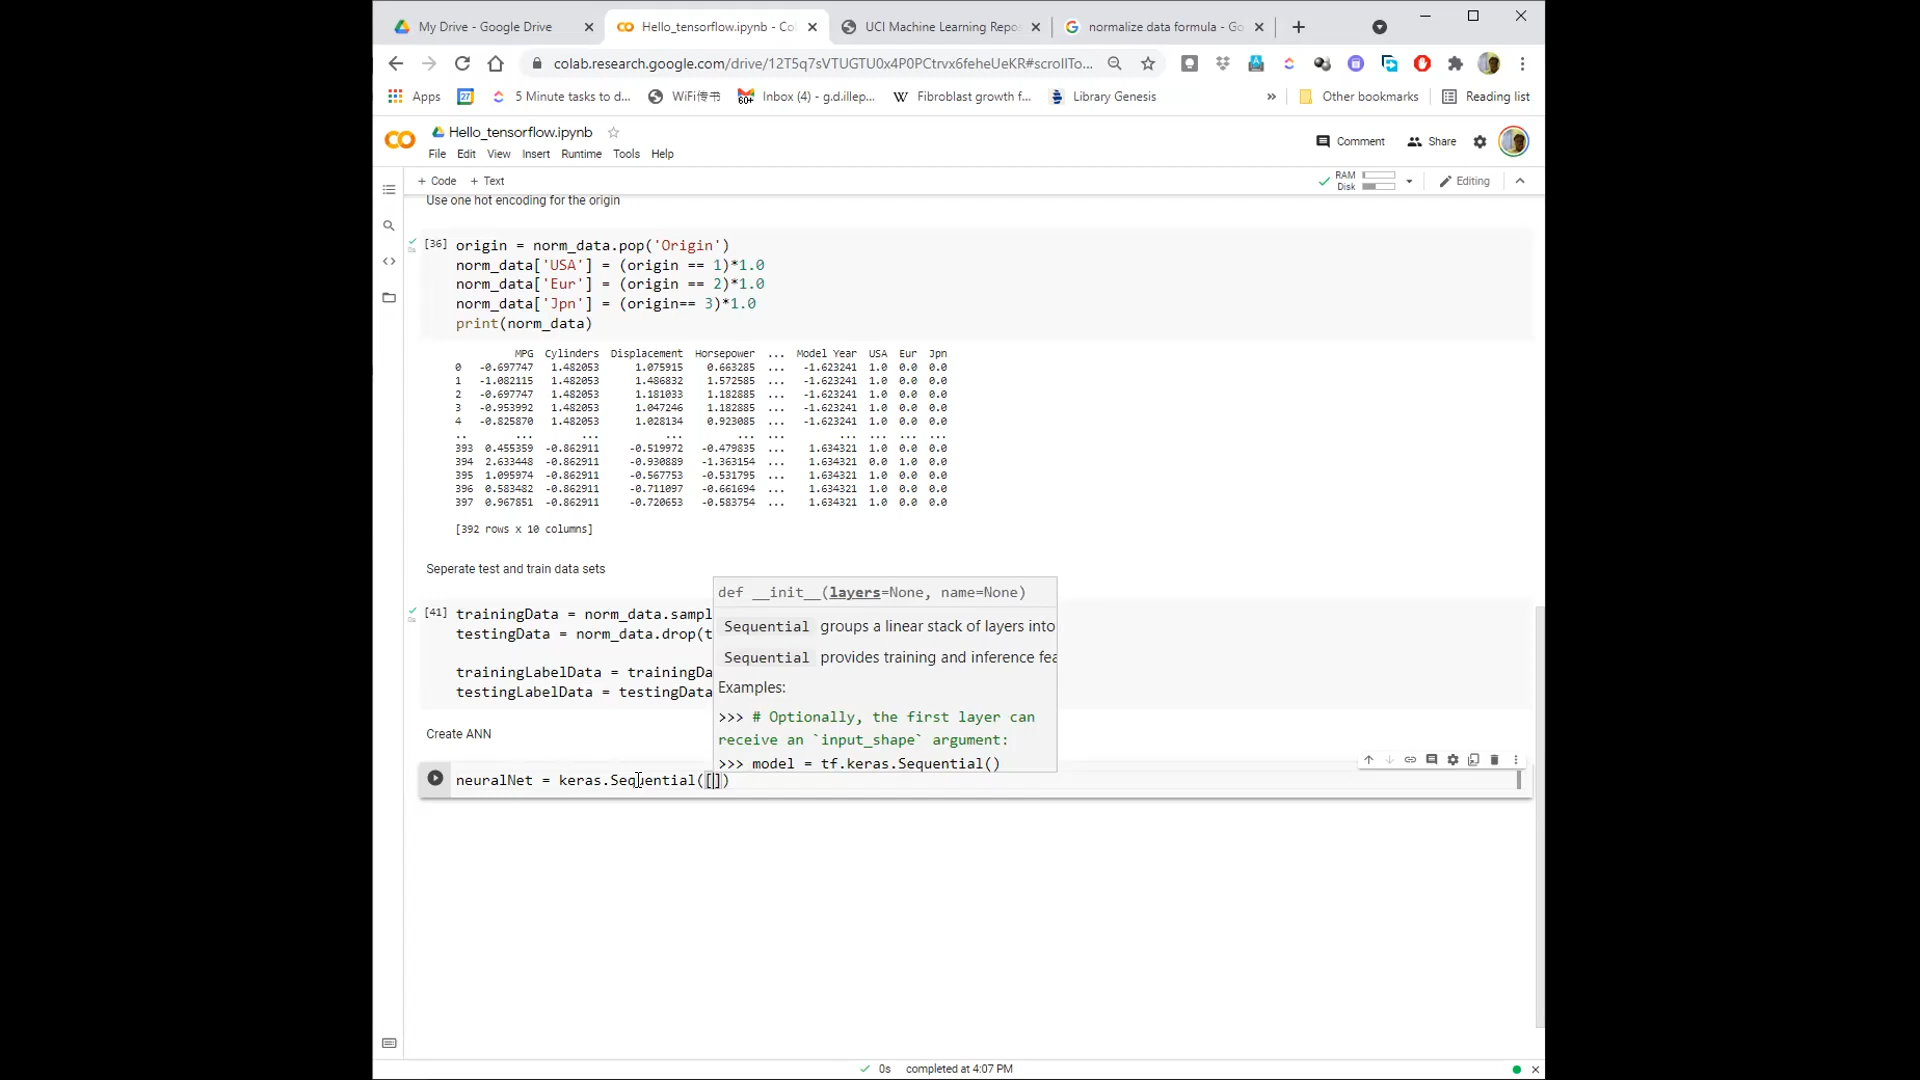 My Drive - Google Drive
Hello_tensorflow.ipynb - Co
UCI Machine Learning Repo
normalize data formula - Go
colab.research.google.com/drive/12T5q7sVTUGTU0x4P0PCtrvx6feheUeKR#scrollTo...
Apps
27
5 Minute tasks to d...
WiFi传书
60+
Inbox (4) - g.d.illep...
W
Fibroblast growth f...
Library Genesis
»
Other bookmarks
Reading list
CO
Hello_tensorflow.ipynb
File Edit View Insert Runtime Tools Help
Comment
Share
+ Code + Text
RAM
Disk
Editing
Use one hot encoding for the origin
[36] origin = norm_data.pop('Origin')
norm_data['USA'] = (origin == 1)*1.0
norm_data['Eur'] = (origin == 2)*1.0
norm_data['Jpn'] = (origin== 3)*1.0
print(norm_data)
MPG Cylinders Displacement Horsepower ... Model Year USA Eur Jpn
0 -0.697747 1.482053 1.075915 0.663285 ... -1.623241 1.0 0.0 0.0
1 -1.082115 1.482053 1.486832 1.572585 ... -1.623241 1.0 0.0 0.0
2 -0.697747 1.482053 1.181033 1.182885 ... -1.623241 1.0 0.0 0.0
3 -0.953992 1.482053 1.047246 1.182885 ... -1.623241 1.0 0.0 0.0
4 -0.825870 1.482053 1.028134 0.923085 ... -1.623241 1.0 0.0 0.0
.. ... ... ... ... ... ... ... ... ...
393 0.455359 -0.862911 -0.519972 -0.479835 ... 1.634321 1.0 0.0 0.0
394 2.633448 -0.862911 -0.930889 -1.363154 ... 1.634321 0.0 1.0 0.0
395 1.095974 -0.862911 -0.567753 -0.531795 ... 1.634321 1.0 0.0 0.0
396 0.583482 -0.862911 -0.711097 -0.661694 ... 1.634321 1.0 0.0 0.0
397 0.967851 -0.862911 -0.720653 -0.583754 ... 1.634321 1.0 0.0 0.0
[392 rows x 10 columns]
Seperate test and train data sets
[41] trainingData = norm_data.sampl
testingData = norm_data.drop(t
trainingLabelData = trainingDa
testingLabelData = testingData
def __init__(layers=None, name=None)
Sequential groups a linear stack of layers into
Sequential provides training and inference fea
Examples:
>>> # Optionally, the first layer can
receive an `input_shape` argument:
>>> model = tf.keras.Sequential()
Create ANN
neuralNet = keras.Sequential([])
0s completed at 4:07 PM